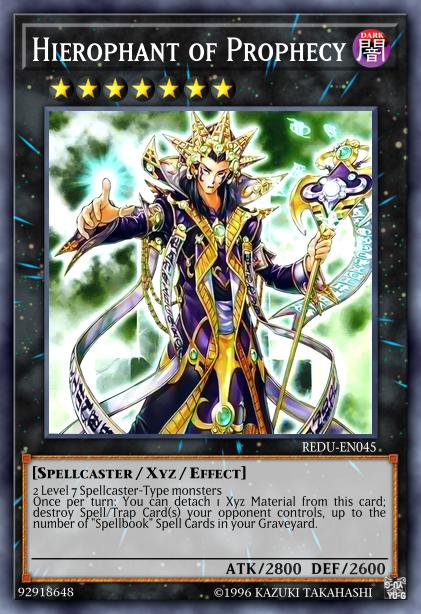 Hierophant of Prophecy
DARK
闇
REDU-EN045
[Spellcaster / Xyz / Effect]
2 Level 7 Spellcaster-Type monsters
Once per turn: You can detach 1 Xyz Material from this card;
destroy Spell/Trap Card(s) your opponent controls, up to
the number of "Spellbook" Spell Cards in your Graveyard.
ATK/2800 DEF/2600
92918648
©1996 KAZUKI TAKAHASHI